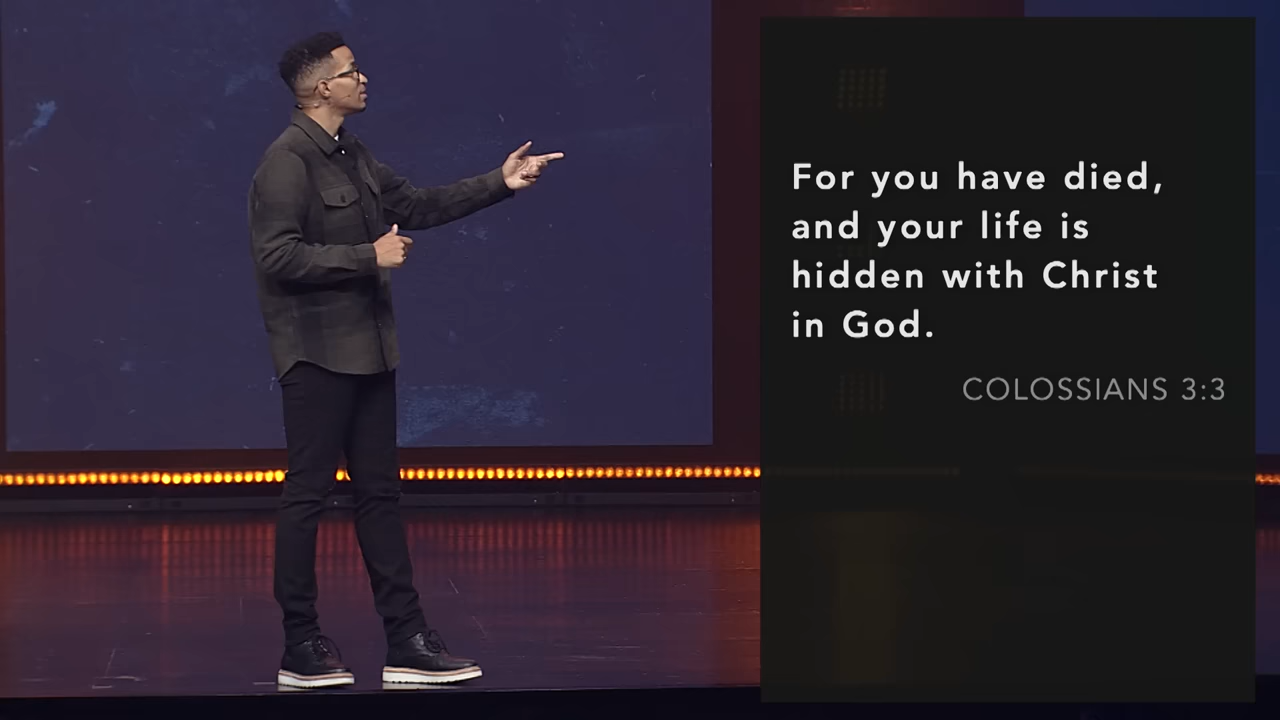 For you have died,
and your life is
hidden with Christ
in God.
COLOSSIANS 3:3